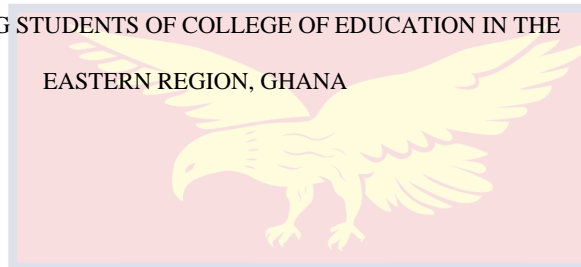 G STUDENTS OF COLLEGE OF EDUCATION IN THE
EASTERN REGION, GHANA